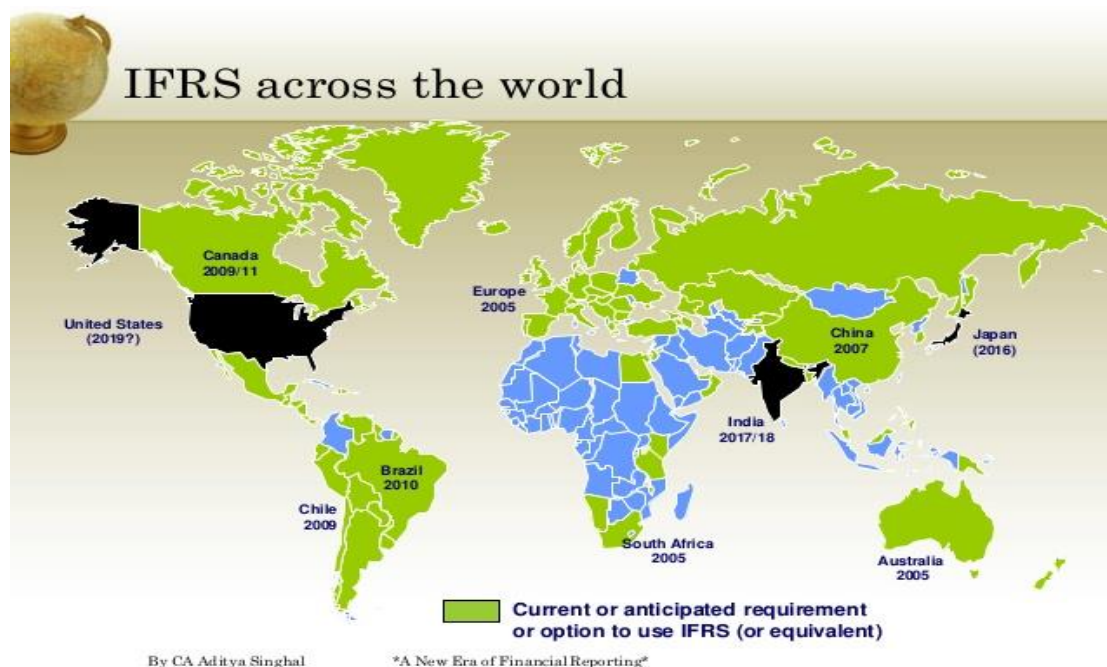 IFRS across the world
Canada
2009/11
Europe
2005
United States
(2019?)
China
2007
Japan
(2016)
India
2017/18
Brazil
2010
Chile
2009
South Africa
2005
Australia
2005
Current or anticipated requirement
or option to use IFRS (or equivalent)
By CA Aditya Singhal
*A New Era of Financial Reporting*